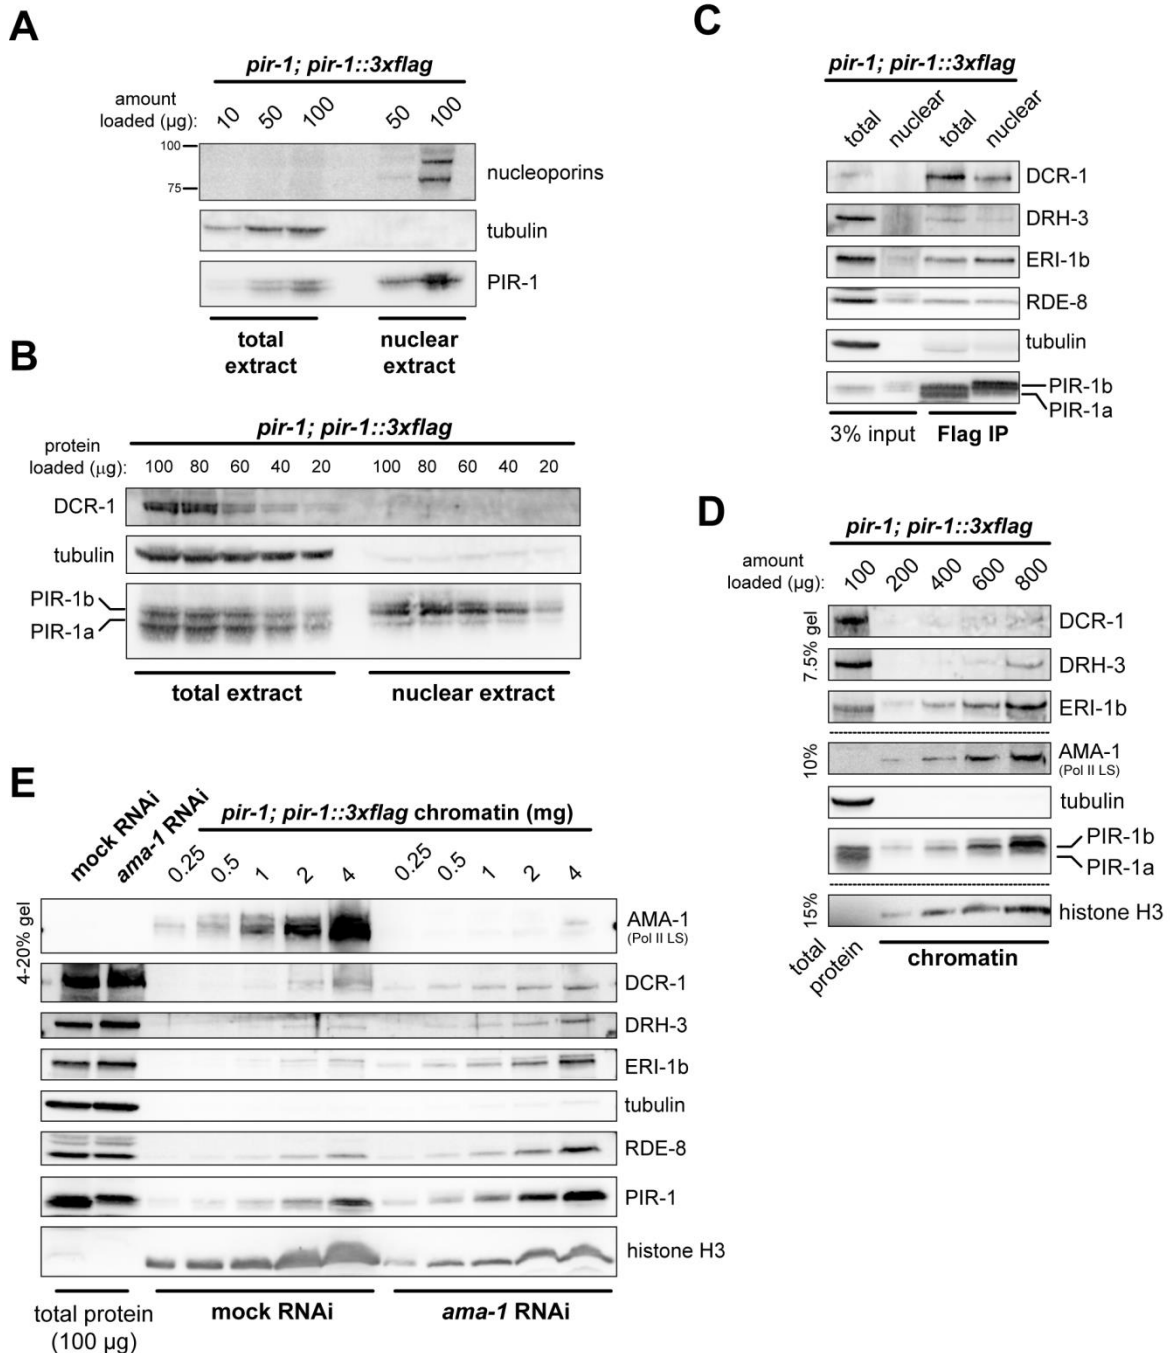 A
pir-1; pir-1::3xflag
amount
loaded (µg):
10 50 100 50 100
100
75
nucleoporins
tubulin
PIR-1
total
extract
nuclear
extract
B
pir-1; pir-1::3xflag
protein
loaded (µg):
100 80 60 40 20 100 80 60 40 20
DCR-1
tubulin
PIR-1b
PIR-1a
total extract
nuclear extract
C
pir-1; pir-1::3xflag
total nuclear total nuclear
DCR-1
DRH-3
ERI-1b
RDE-8
tubulin
PIR-1b
PIR-1a
3% input
Flag IP
D
pir-1; pir-1::3xflag
amount
loaded (µg):
100 200 400 600 800
7.5% gel
DCR-1
DRH-3
ERI-1b
10%
AMA-1
(Pol II LS)
tubulin
PIR-1b
PIR-1a
15%
histone H3
total
protein
chromatin
E
mock RNAi
ama-1 RNAi
pir-1; pir-1::3xflag chromatin (mg)
0.25 0.5 1 2 4 0.25 0.5 1 2 4
4-20% gel
AMA-1
(Pol II LS)
DCR-1
DRH-3
ERI-1b
tubulin
RDE-8
PIR-1
histone H3
total protein
(100 µg)
mock RNAi
ama-1 RNAi